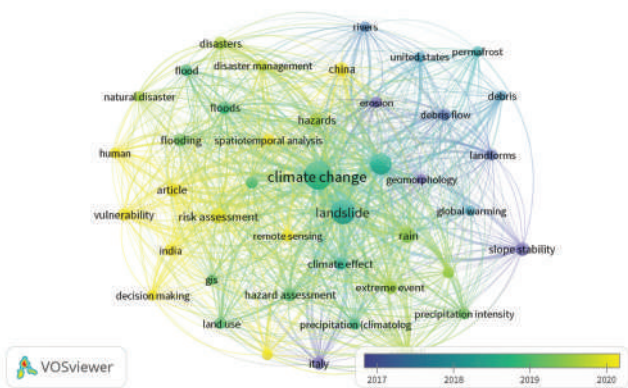 rivers
disasters
united states
permafrost
flood
disaster management
china
natural disaster
floods
erosion
debris
debris flow
hazards
flooding
spatiotemporal analysis
human
landforms
climate change
geomorphology
article
vulnerability
risk assessment
landslide
global warming
remote sensing
rain
slope stability
india
climate effect
gis
extreme event
decision making
hazard assessment
precipitation intensity
land use
precipitation (climatolog
italy
VOSviewer
2017 2018 2019 2020